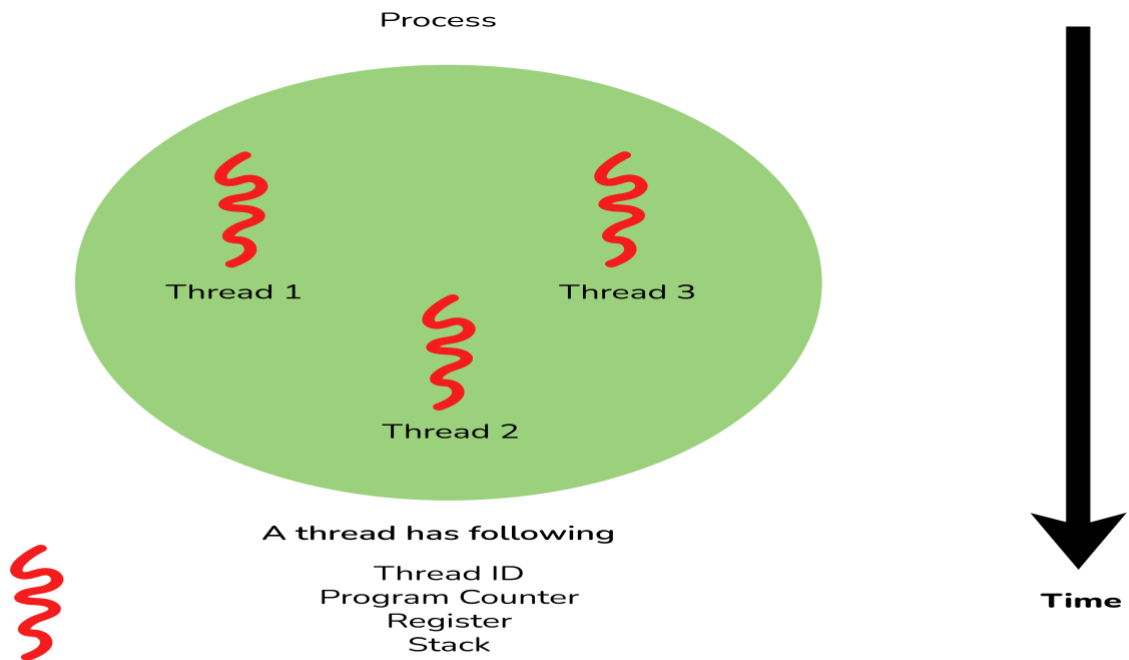 Process
Thread 1
Thread 3
Thread 2
A thread has following
Thread ID
Program Counter
Register
Stack
Time